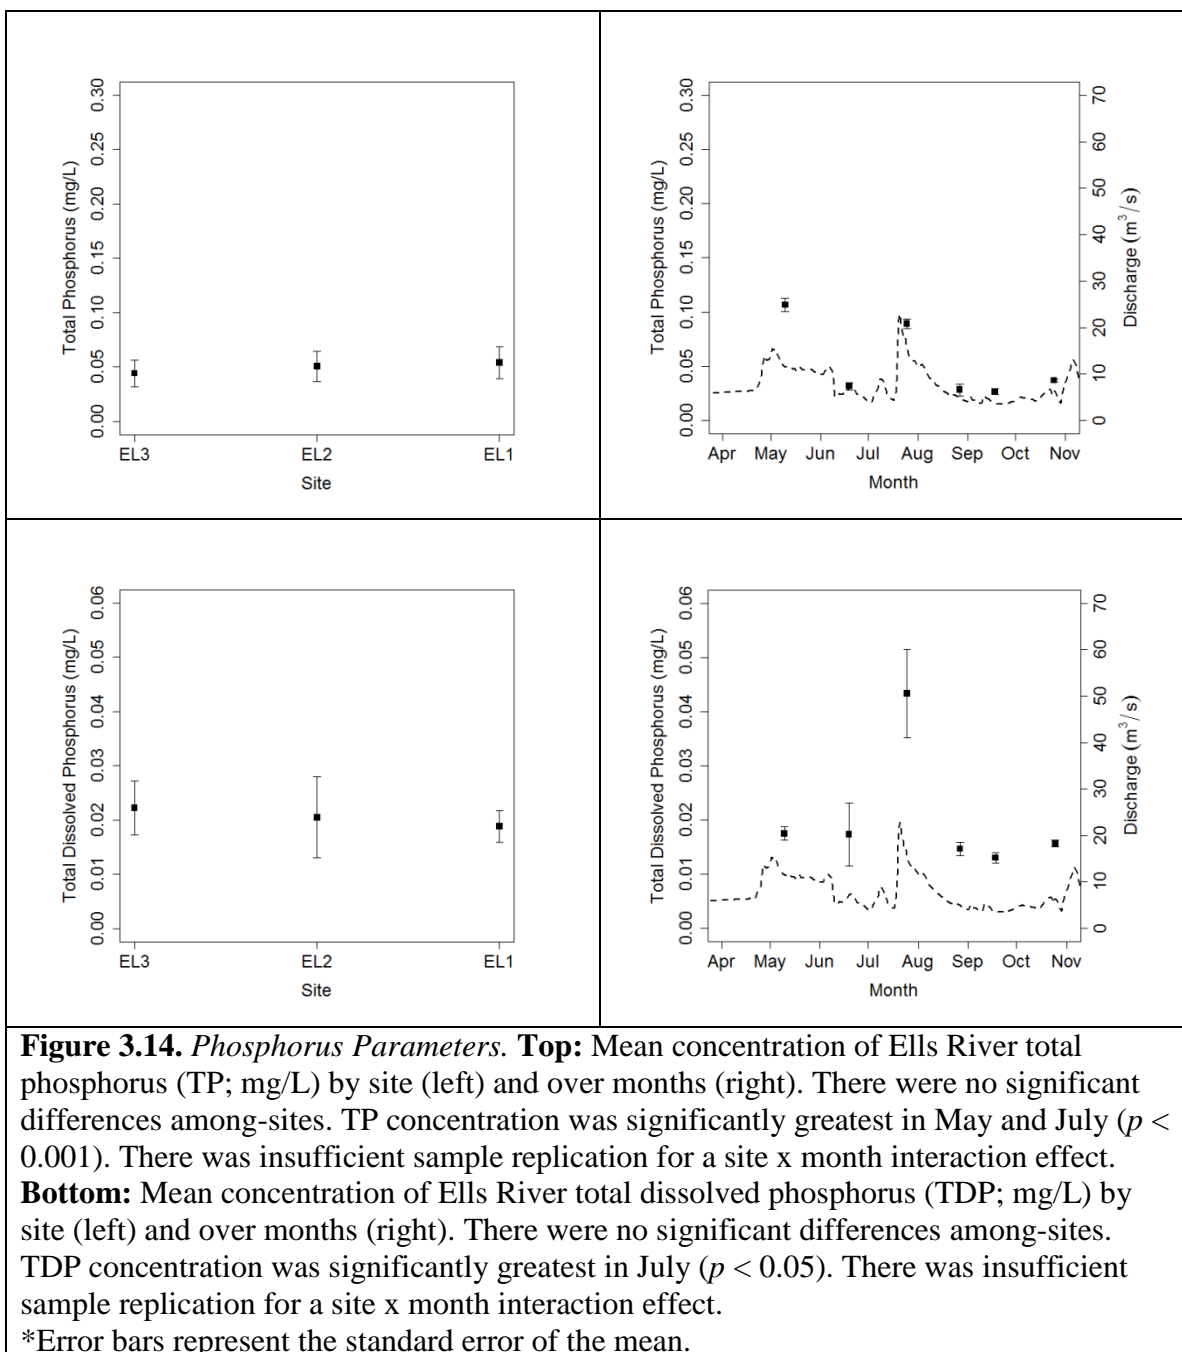 0.00 0.05 0.10 0.15 0.20 0.25 0.30
Total Phosphorus (mg/L)
EL3 EL2 EL1
Site
0.00 0.05 0.10 0.15 0.20 0.25 0.30
Total Phosphorus (mg/L)
0 10 20 30 40 50 60 70
Discharge (m³/s)
Apr May Jun Jul Aug Sep Oct Nov
Month
0.00 0.01 0.02 0.03 0.04 0.05 0.06
Total Dissolved Phosphorus (mg/L)
EL3 EL2 EL1
Site
0.00 0.01 0.02 0.03 0.04 0.05 0.06
Total Dissolved Phosphorus (mg/L)
0 10 20 30 40 50 60 70
Discharge (m³/s)
Apr May Jun Jul Aug Sep Oct Nov
Month
Figure 3.14. Phosphorus Parameters. Top: Mean concentration of Ells River total
phosphorus (TP; mg/L) by site (left) and over months (right). There were no significant
differences among-sites. TP concentration was significantly greatest in May and July (p <
0.001). There was insufficient sample replication for a site x month interaction effect.
Bottom: Mean concentration of Ells River total dissolved phosphorus (TDP; mg/L) by
site (left) and over months (right). There were no significant differences among-sites.
TDP concentration was significantly greatest in July (p < 0.05). There was insufficient
sample replication for a site x month interaction effect.
*Error bars represent the standard error of the mean.